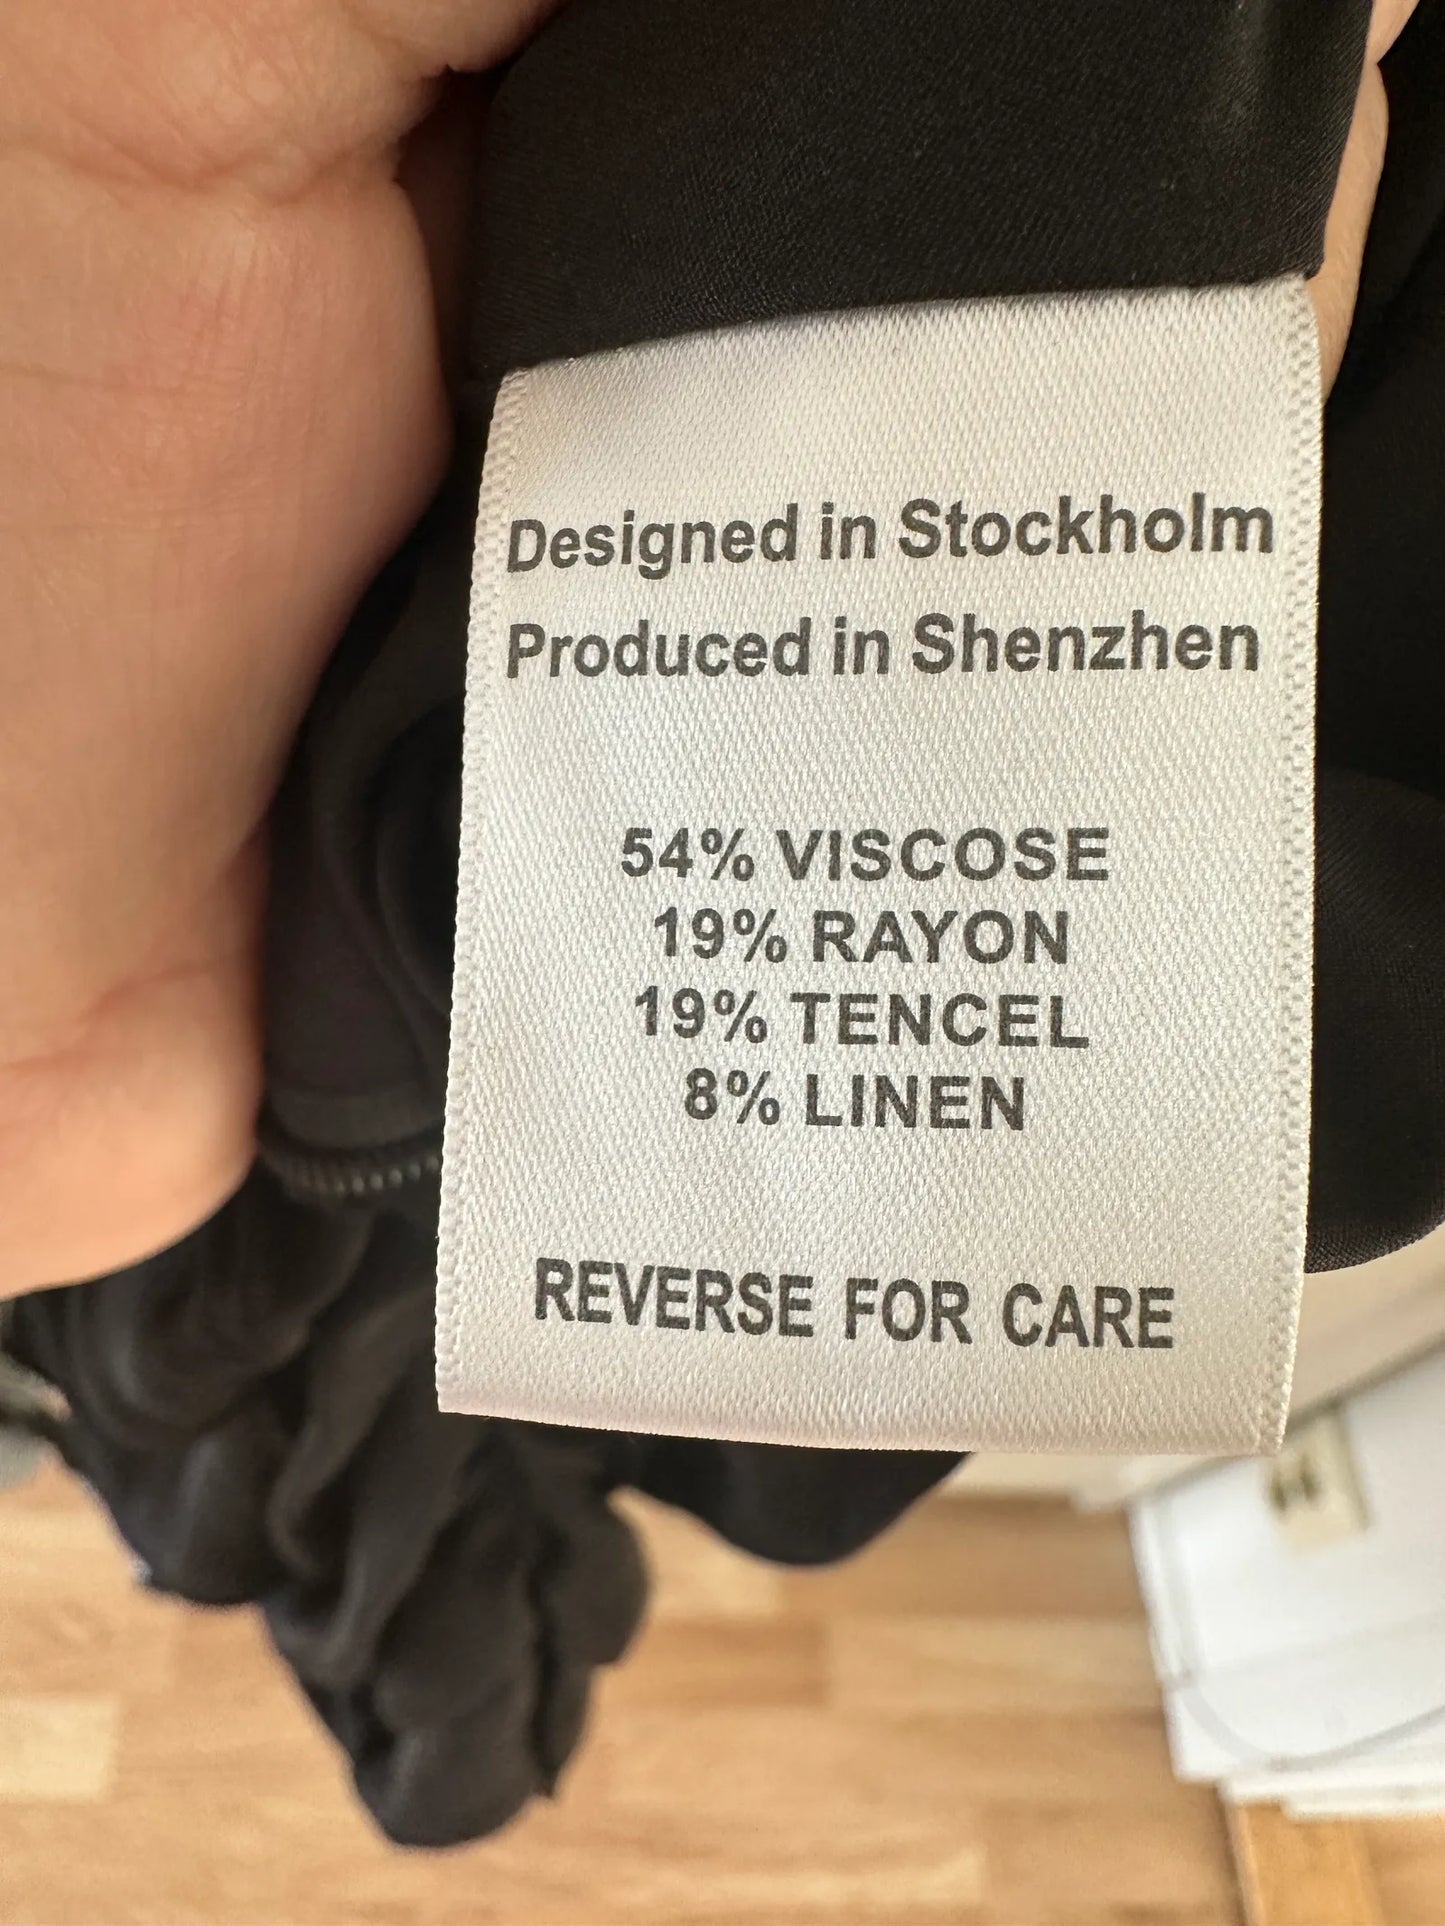 Designed in Stockholm
Produced in Shenzhen
54% VISCOSE
19% RAYON
19% TENCEL
8% LINEN
REVERSE FOR CARE